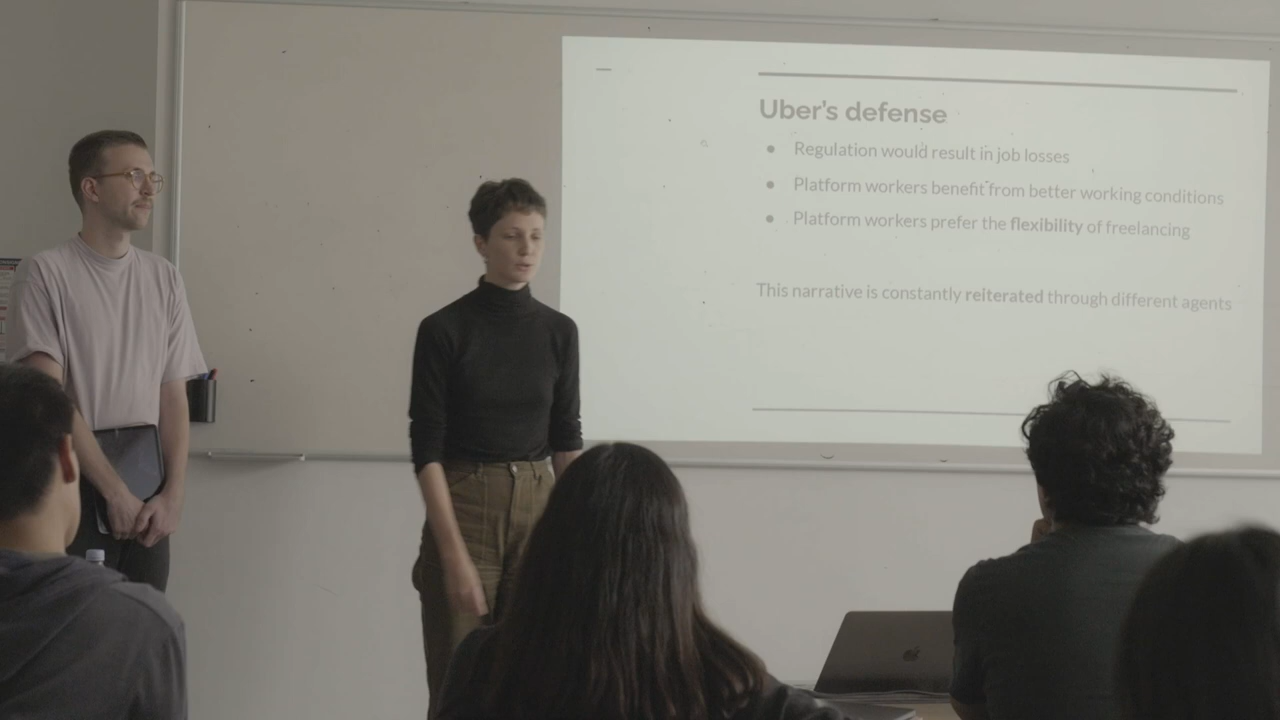 Uber's defense
● Regulation would result in job losses
● Platform workers benefit from better working conditions
● Platform workers prefer the flexibility of freelancing
This narrative is constantly reiterated through different agents